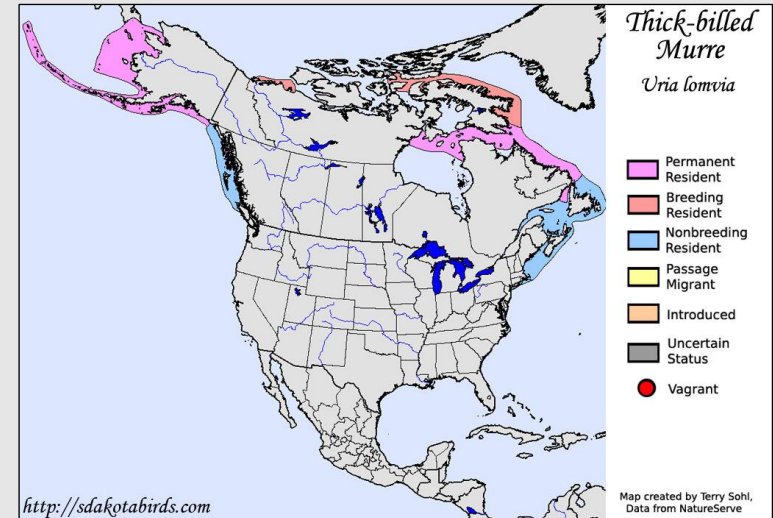 Thick-billed
Murre
Uria lomvia
Permanent
Resident
Breeding
Resident
Nonbreeding
Resident
Passage
Migrant
Introduced
Uncertain
Status
Vagrant
http://sdakotabirds.com
Map created by Terry Sohl,
Data from NatureServe